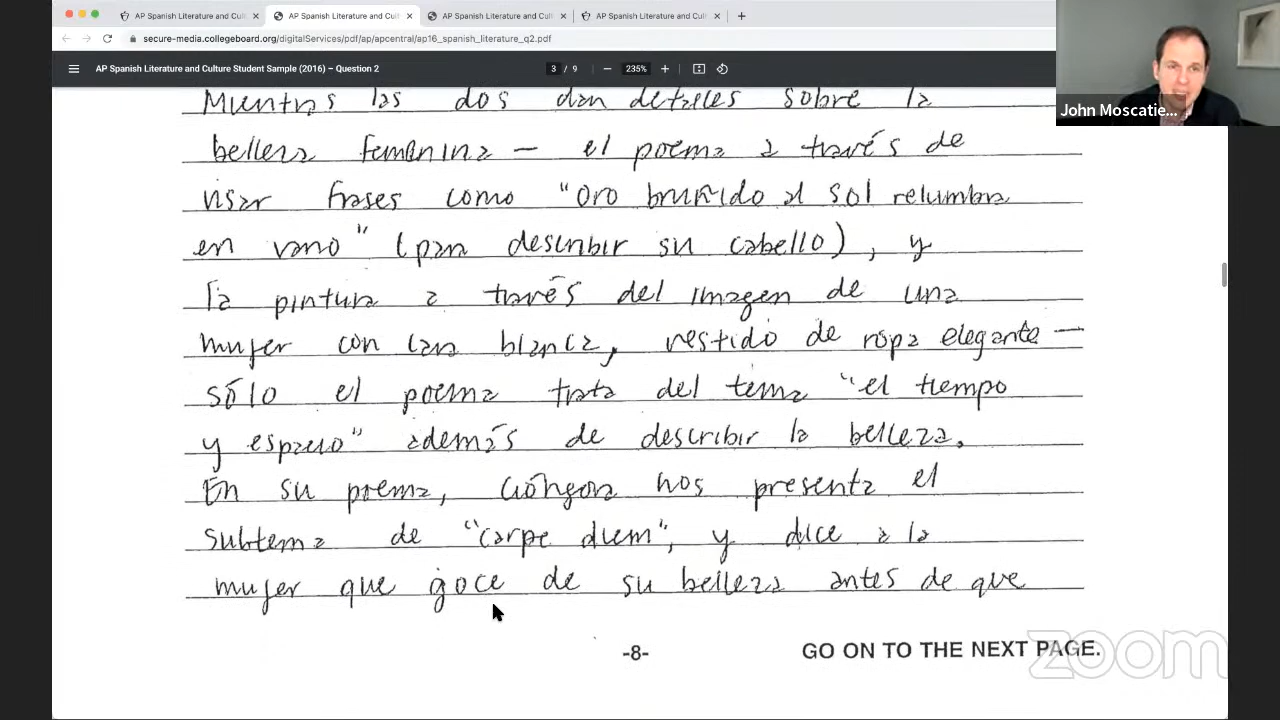 AP Spanish Literature and Cult
AP Spanish Literature and Cult
AP Spanish Literature and Cult
AP Spanish Literature and Cult
secure-media.collegeboard.org/digitalServices/pdf/ap/apcentral/ap16_spanish_literature_q2.pdf
AP Spanish Literature and Culture Student Sample (2016) – Question 2
3 / 9
235%
John Moscatie...
Mientras las dos dan detalles sobre la
belleza femenina — el poema a través de
usar frases como "Oro bruñido al sol relumbra
en vano" (para describir su cabello), y
la pintura a través del imagen de una
mujer con cara blanca, vestido de ropa elegante —
sólo el poema trata del tema "el tiempo
y espacio" además de describir la belleza.
En su poema, Góngora nos presenta el
subtema de "carpe diem", y dice a la
mujer que goce de su belleza antes de que
-8-
GO ON TO THE NEXT PAGE.
zoom